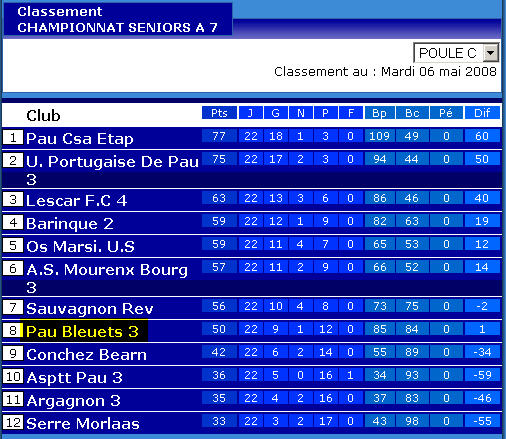 Classement
CHAMPIONNAT SENIORS A 7
POULE C
Classement au : Mardi 06 mai 2008
Club Pts J G N P F Bp Bc Pé Dif
1 Pau Csa Etap 77 22 18 1 3 0 109 49 0 60
2 U. Portugaise De Pau 75 22 17 2 3 0 94 44 0 50
3
3 Lescar F.C 4 63 22 13 3 6 0 86 46 0 40
4 Barinque 2 59 22 12 1 9 0 82 63 0 19
5 Os Marsi. U.S 59 22 11 4 7 0 65 53 0 12
6 A.S. Mourenx Bourg 57 22 11 2 9 0 66 52 0 14
3
7 Sauvagnon Rev 56 22 10 4 8 0 73 75 0 -2
8 Pau Bleuets 3 50 22 9 1 12 0 85 84 0 1
9 Conchez Bearn 42 22 6 2 14 0 55 89 0 -34
10 Asptt Pau 3 36 22 5 0 16 1 34 93 0 -59
11 Argagnon 3 35 22 4 2 16 0 37 83 0 -46
12 Serre Morlaas 33 22 3 2 17 0 43 98 0 -55